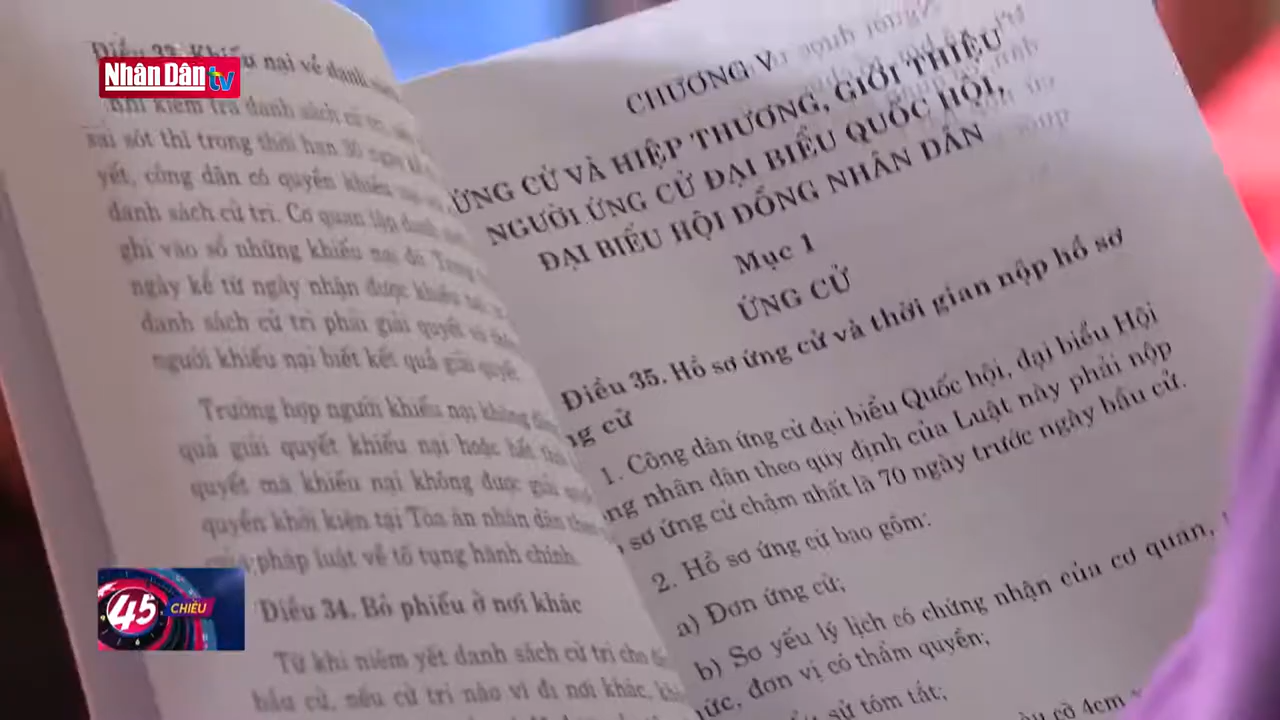 Nhân Dân tv
Điều 33. Khiếu nại về danh
Khi kiểm tra danh sách cử tri,
sai sót thì trong thời hạn 30 ngày
yết, công dân có quyền khiếu
danh sách cử tri. Cơ quan lập danh
ghi vào sổ những khiếu nại đó. Trong
ngày kể từ ngày nhận được khiếu nại,
danh sách cử tri phải giải quyết
người khiếu nại biết kết quả giải quyết.
Trường hợp người khiếu nại không
quả giải quyết khiếu nại hoặc hết
quyết mà khiếu nại không được giải
quyền khởi kiện tại Tòa án nhân dân theo
pháp luật về tố tụng hành chính.
Điều 34. Bỏ phiếu ở nơi khác
Từ khi niêm yết danh sách cử tri cho
bầu cử, nếu cử tri nào vì đi nơi khác,
CHƯƠNG V
ỨNG CỬ VÀ HIỆP THƯƠNG, GIỚI THIỆU
NGƯỜI ỨNG CỬ ĐẠI BIỂU QUỐC HỘI,
ĐẠI BIỂU HỘI ĐỒNG NHÂN DÂN
Mục 1
ỨNG CỬ
Điều 35. Hồ sơ ứng cử và thời gian nộp hồ sơ
ng cử
1. Công dân ứng cử đại biểu Quốc hội, đại biểu Hội
ng nhân dân theo quy định của Luật này phải nộp
sơ ứng cử chậm nhất là 70 ngày trước ngày bầu cử.
2. Hồ sơ ứng cử bao gồm:
a) Đơn ứng cử;
b) Sơ yếu lý lịch có chứng nhận của cơ quan,
ức, đơn vị có thẩm quyền;
sử tóm tắt;
cỡ 4cm
45 CHIỀU